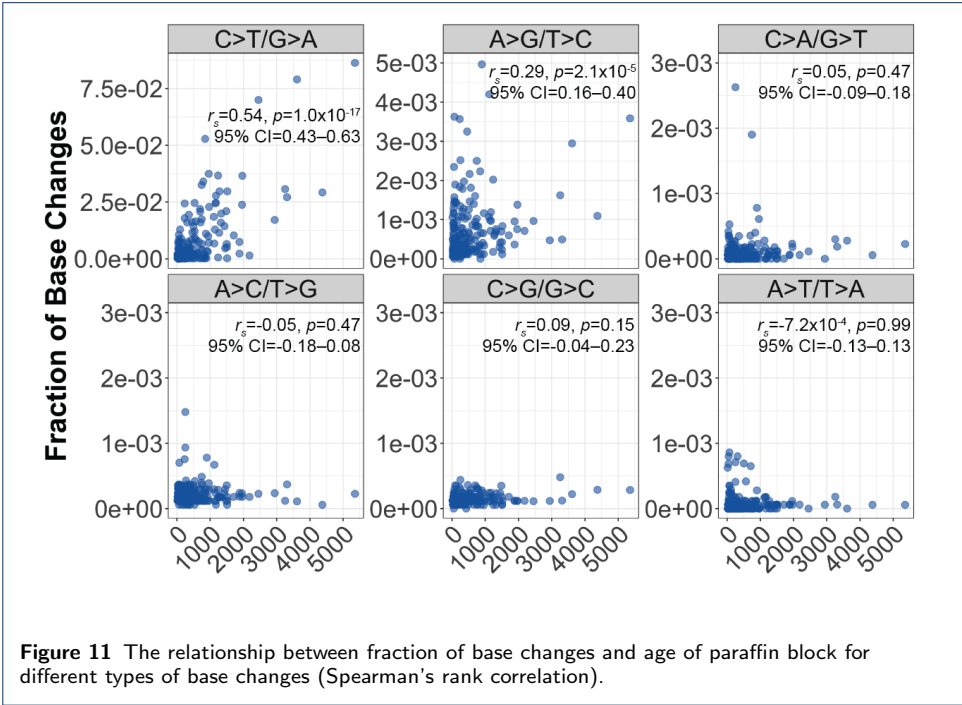 C>T/G>A
A>G/T>C
C>A/G>T
Fraction of Base Changes
7.5e-02
5.0e-02
2.5e-02
0.0e+00
r_s=0.54, p=1.0x10^-17
95% CI=0.43–0.63
5e-03
4e-03
3e-03
2e-03
1e-03
0e+00
r_s=0.29, p=2.1x10^-5
95% CI=0.16–0.40
3e-03
2e-03
1e-03
0e+00
r_s=0.05, p=0.47
95% CI=-0.09–0.18
A>C/T>G
C>G/G>C
A>T/T>A
3e-03
2e-03
1e-03
0e+00
r_s=-0.05, p=0.47
95% CI=-0.18–0.08
3e-03
2e-03
1e-03
0e+00
r_s=0.09, p=0.15
95% CI=-0.04–0.23
3e-03
2e-03
1e-03
0e+00
r_s=-7.2x10^-4, p=0.99
95% CI=-0.13–0.13
0 1000 2000 3000 4000 5000
0 1000 2000 3000 4000 5000
0 1000 2000 3000 4000 5000
Figure 11 The relationship between fraction of base changes and age of paraffin block for
different types of base changes (Spearman's rank correlation).